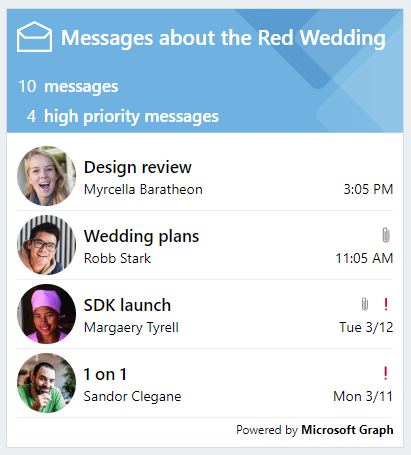 Messages about the Red Wedding
10 messages
4 high priority messages
Design review
Myrcella Baratheon 3:05 PM
Wedding plans
Robb Stark 11:05 AM
SDK launch
Margaery Tyrell Tue 3/12
1 on 1
Sandor Clegane Mon 3/11
Powered by Microsoft Graph